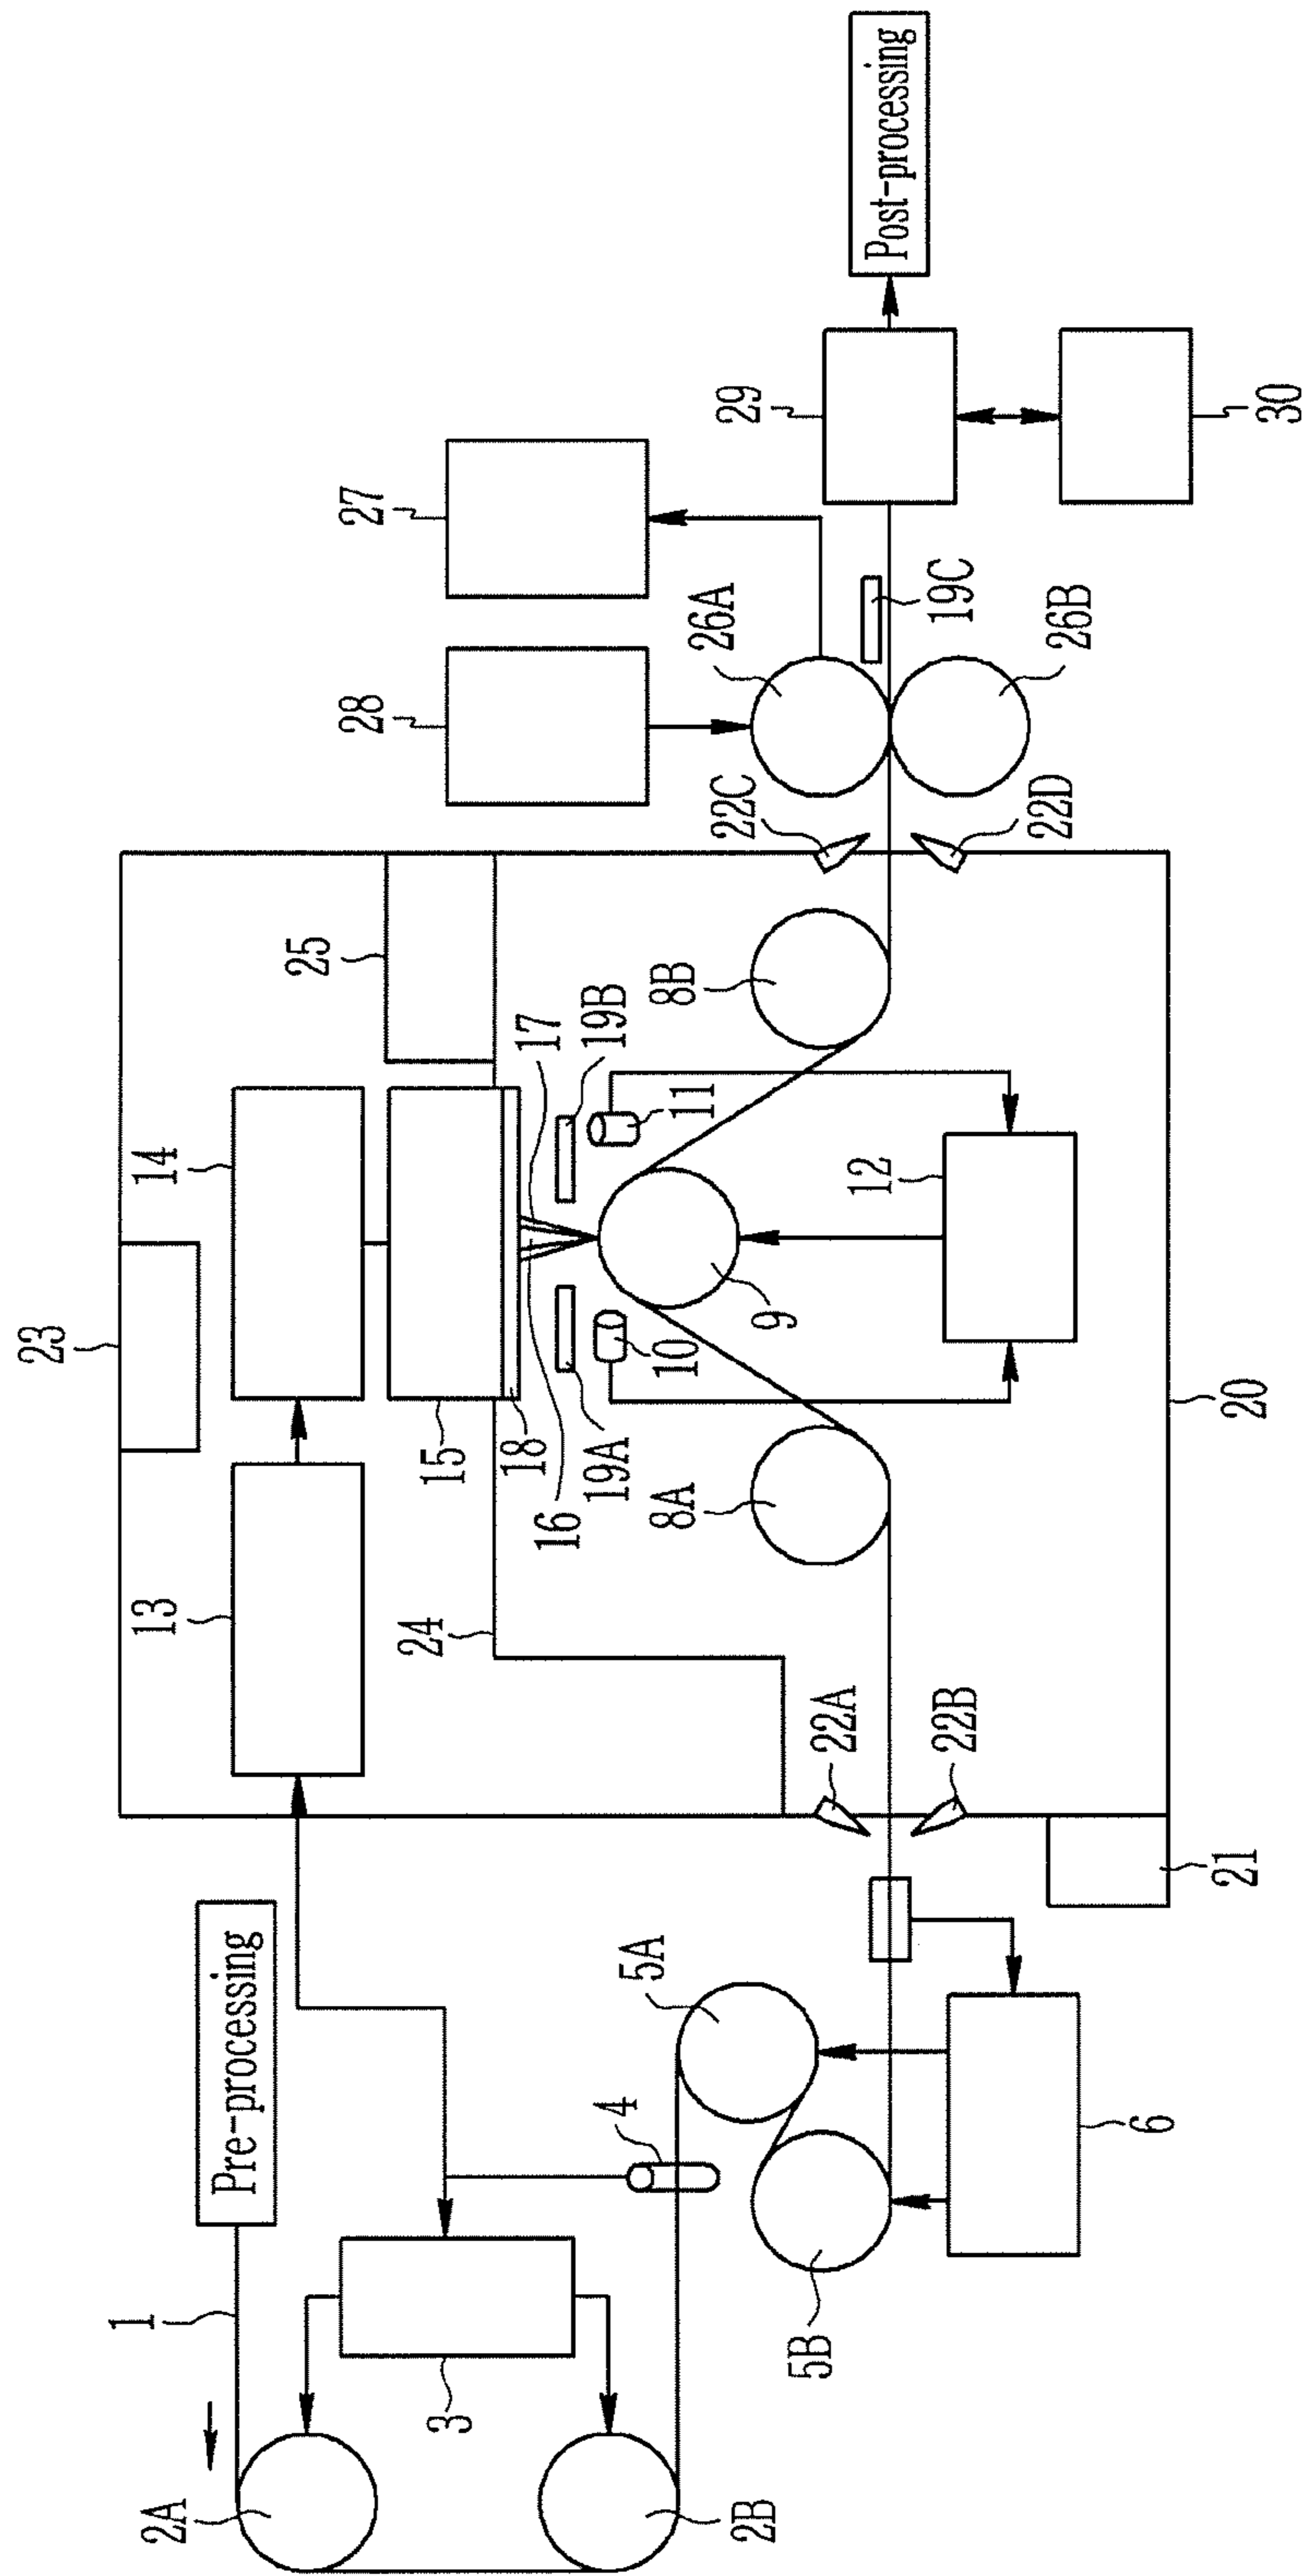 Pre-processing
1
2A
2B
3
4
5A
5B
6
13
23
14
15
18
16
19A
10
9
8A
24
22A
22B
21
20
12
11
17
19B
25
8B
22C
22D
28
27
26A
26B
19C
29
30
Post-processing